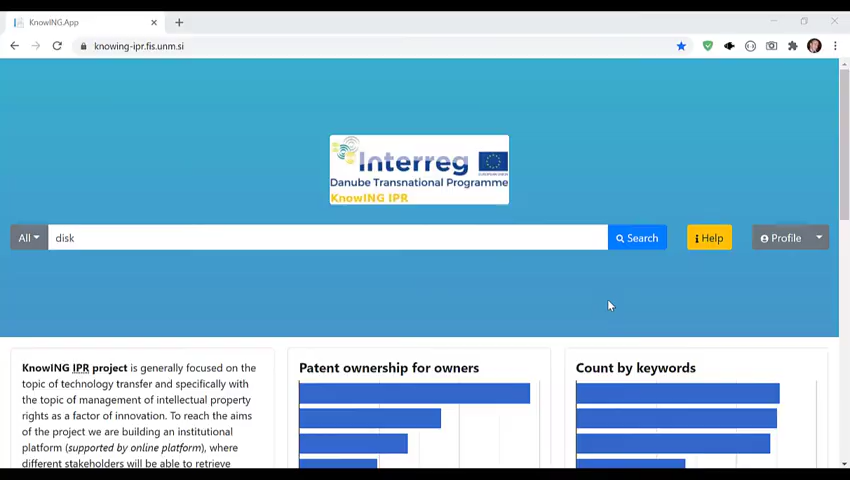 KnowING.App
knowing-ipr.fis.unm.si
Interreg
Danube Transnational Programme
KnowING IPR
All
disk
Search
Help
Profile
KnowING IPR project is generally focused on the
topic of technology transfer and specifically with
the topic of management of intellectual property
rights as a factor of innovation. To reach the aims
of the project we are building an institutional
platform (supported by online platform), where
different stakeholders will be able to retrieve
Patent ownership for owners
Count by keywords